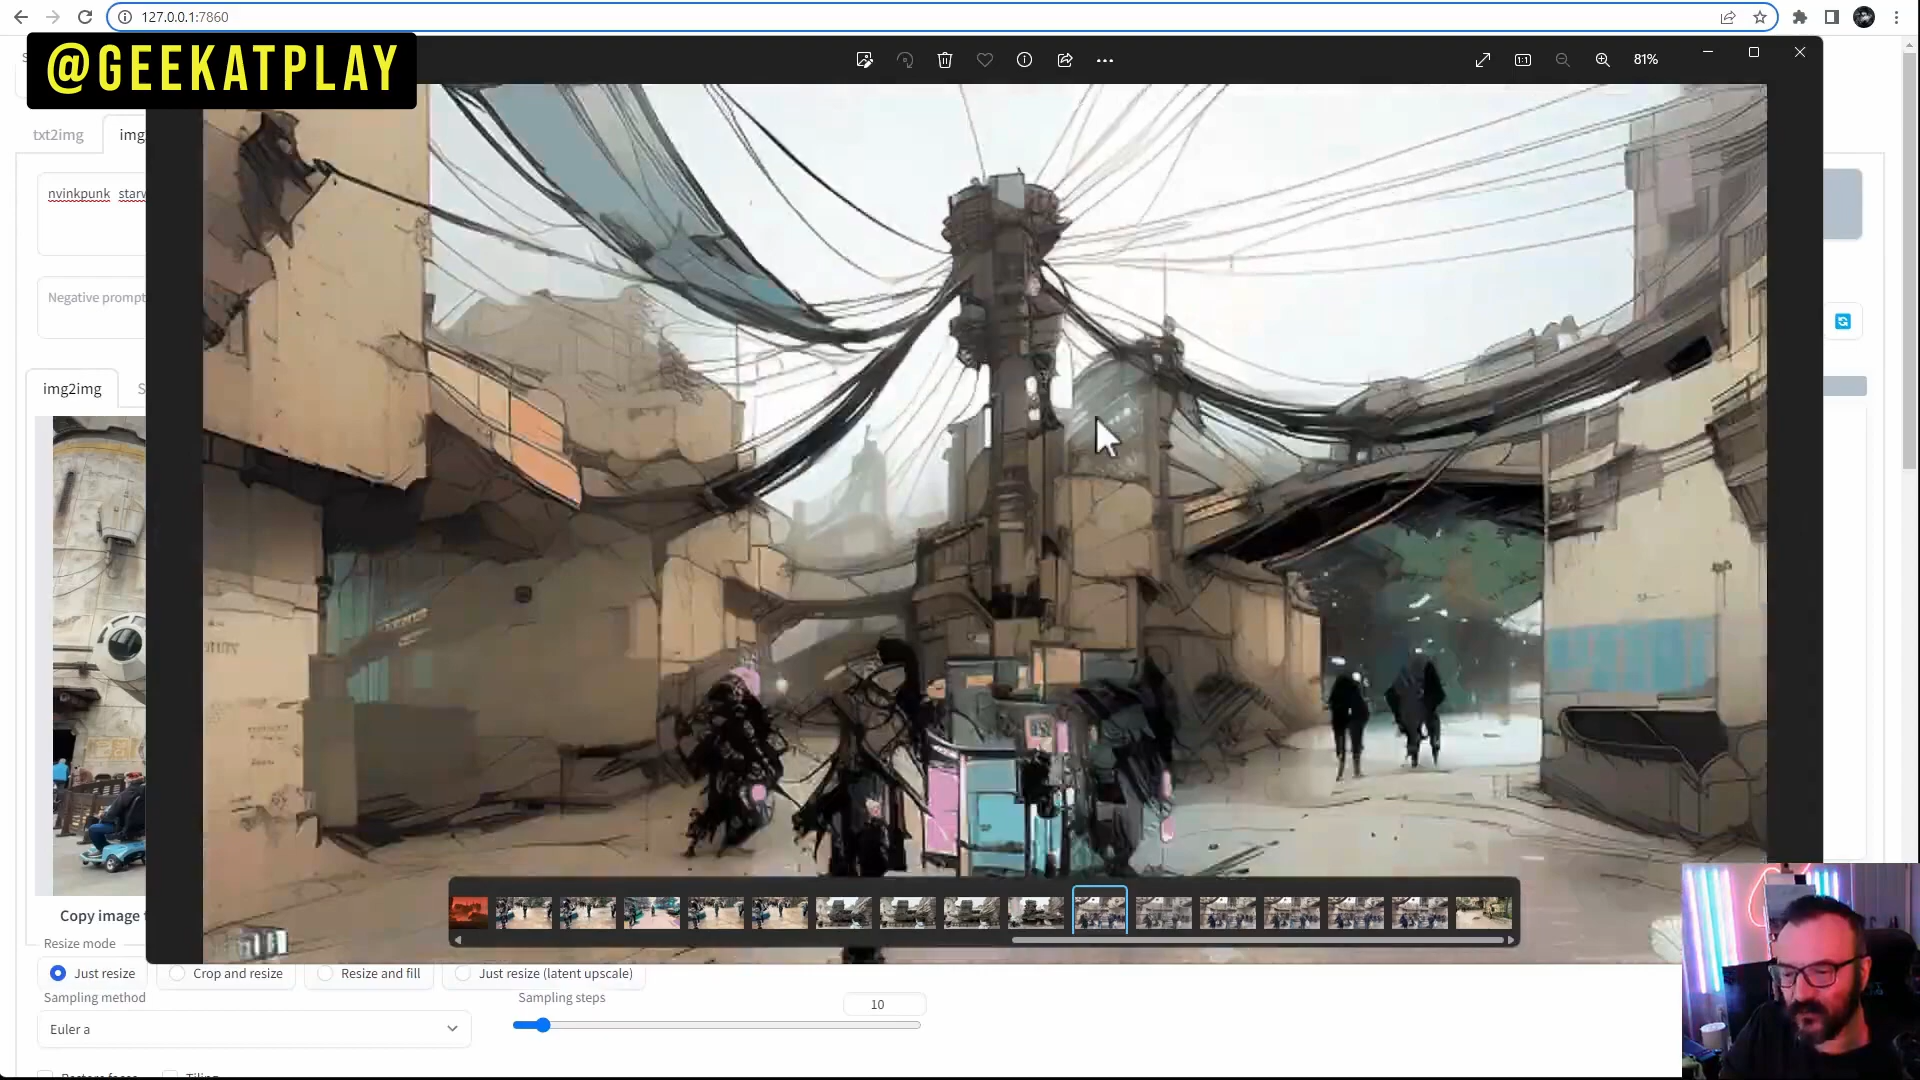 127.0.0.1:7860
@GEEKATPLAY
81%
txt2img
img
nvinkpunk starw
Negative prompt
img2img
S
Copy image t
Resize mode
Just resize
Crop and resize
Resize and fill
Just resize (latent upscale)
Sampling method
Sampling steps
10
Euler a